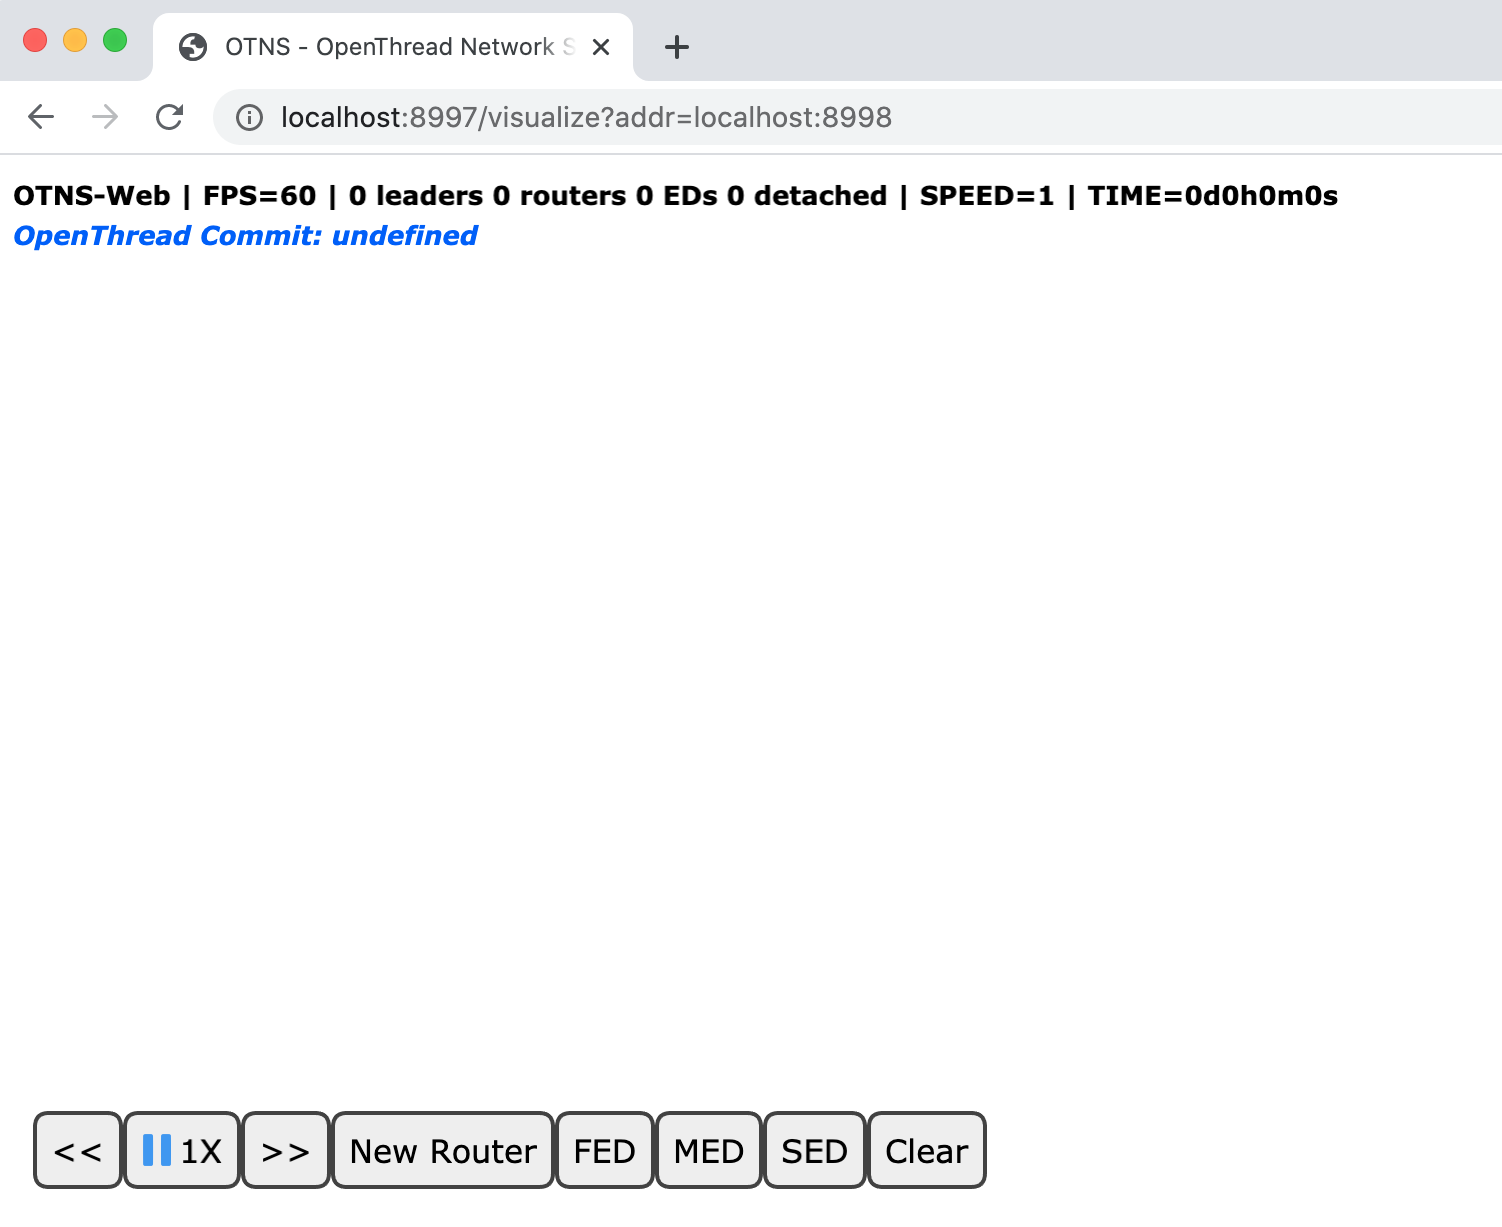 OTNS - OpenThread Network S
localhost:8997/visualize?addr=localhost:8998
OTNS-Web | FPS=60 | 0 leaders 0 routers 0 EDs 0 detached | SPEED=1 | TIME=0d0h0m0s
OpenThread Commit: undefined
<< 1X >> New Router FED MED SED Clear